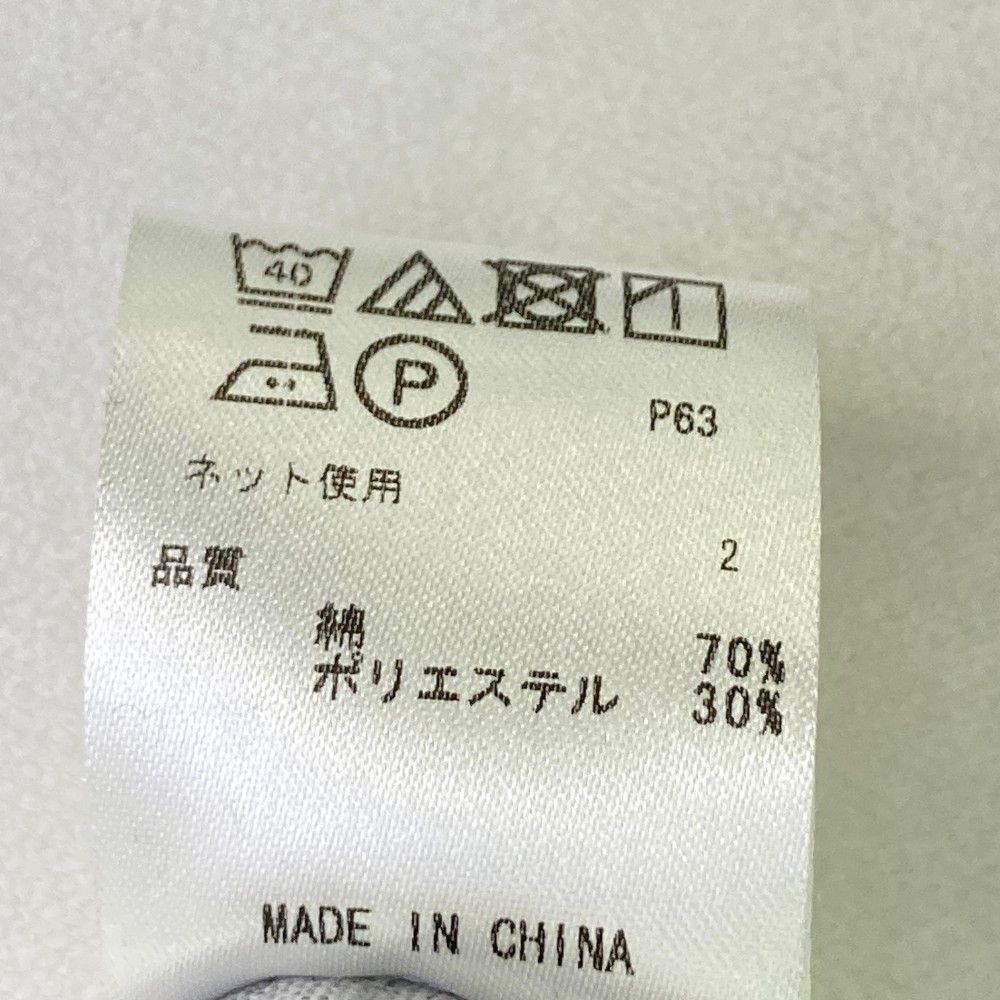 40
P P63
ネット使用
2
品質
綿 70%
ポリエステル 30%
MADE IN CHINA